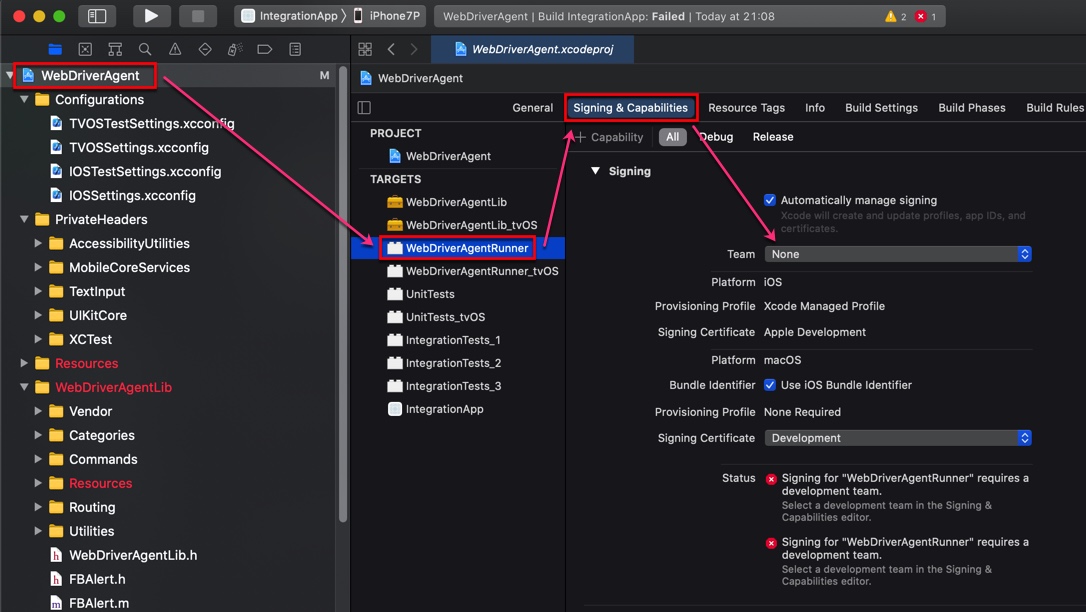 IntegrationApp 〉 iPhone7P
WebDriverAgent | Build IntegrationApp: Failed | Today at 21:08
2
1
WebDriverAgent.xcodeproj
WebDriverAgent
M
Configurations
TVOSTestSettings.xcconfig
TVOSSettings.xcconfig
IOSTestSettings.xcconfig
IOSSettings.xcconfig
PrivateHeaders
AccessibilityUtilities
MobileCoreServices
TextInput
UIKitCore
XCTest
Resources
WebDriverAgentLib
Vendor
Categories
Commands
Resources
Routing
Utilities
WebDriverAgentLib.h
FBAlert.h
FBAlert.m
WebDriverAgent
General
Signing & Capabilities
Resource Tags
Info
Build Settings
Build Phases
Build Rules
PROJECT
WebDriverAgent
TARGETS
WebDriverAgentLib
WebDriverAgentLib_tvOS
WebDriverAgentRunner
WebDriverAgentRunner_tvOS
UnitTests
UnitTests_tvOS
IntegrationTests_1
IntegrationTests_2
IntegrationTests_3
IntegrationApp
+ Capability
All
Debug
Release
Signing
Automatically manage signing
Xcode will create and update profiles, app IDs, and
certificates.
Team None
Platform iOS
Provisioning Profile Xcode Managed Profile
Signing Certificate Apple Development
Platform macOS
Bundle Identifier Use iOS Bundle Identifier
Provisioning Profile None Required
Signing Certificate Development
Status Signing for "WebDriverAgentRunner" requires a
development team.
Select a development team in the Signing &
Capabilities editor.
Signing for "WebDriverAgentRunner" requires a
development team.
Select a development team in the Signing &
Capabilities editor.